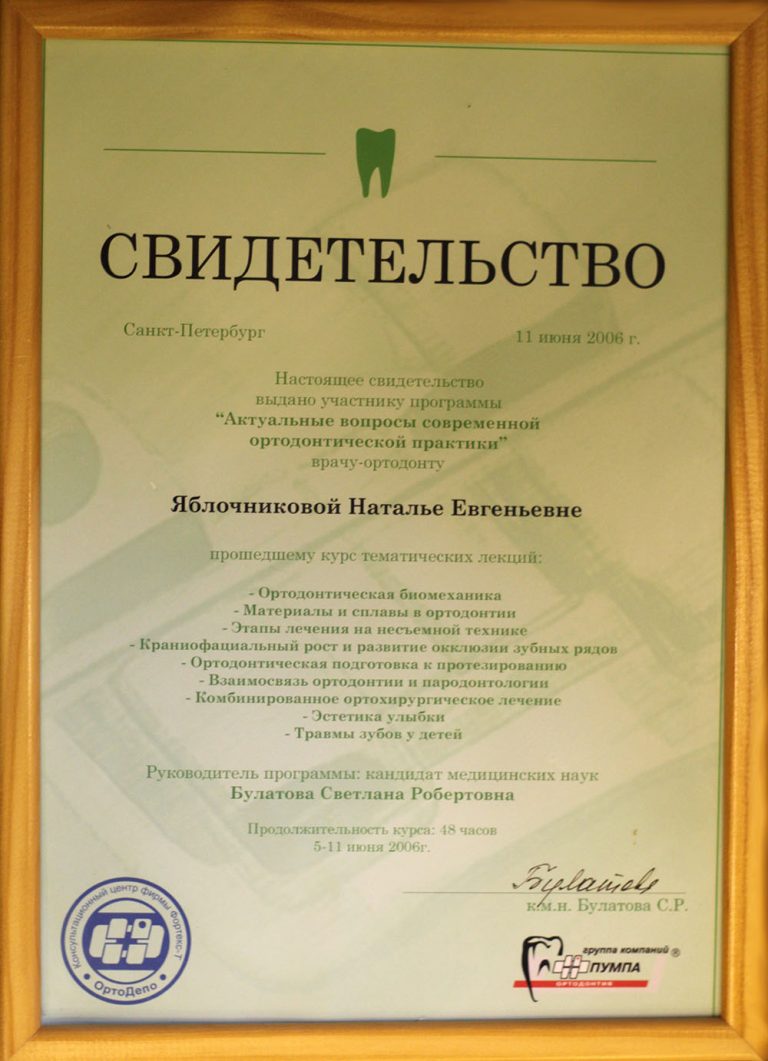 СВИДЕТЕЛЬСТВО
Санкт-Петербург 11 июня 2006 г.
Настоящее свидетельство
выдано участнику программы
“Актуальные вопросы современной
ортодонтической практики”
врачу-ортодонту
Яблочниковой Наталье Евгеньевне
прошедшему курс тематических лекций:
- Ортодонтическая биомеханика
- Материалы и сплавы в ортодонтии
- Этапы лечения на несъемной технике
- Краниофациальный рост и развитие окклюзии зубных рядов
- Ортодонтическая подготовка к протезированию
- Взаимосвязь ортодонтии и пародонтологии
- Комбинированное ортохирургическое лечение
- Эстетика улыбки
- Травмы зубов у детей
Руководитель программы: кандидат медицинских наук
Булатова Светлана Робертовна
Продолжительность курса: 48 часов
5-11 июня 2006г.
Булатова
к.м.н. Булатова С.Р.
Консультационный центр фирмы Фортекс-Т
ОртоДепо
группа компаний ®
ПУМПА
ОРТОДОНТИЯ